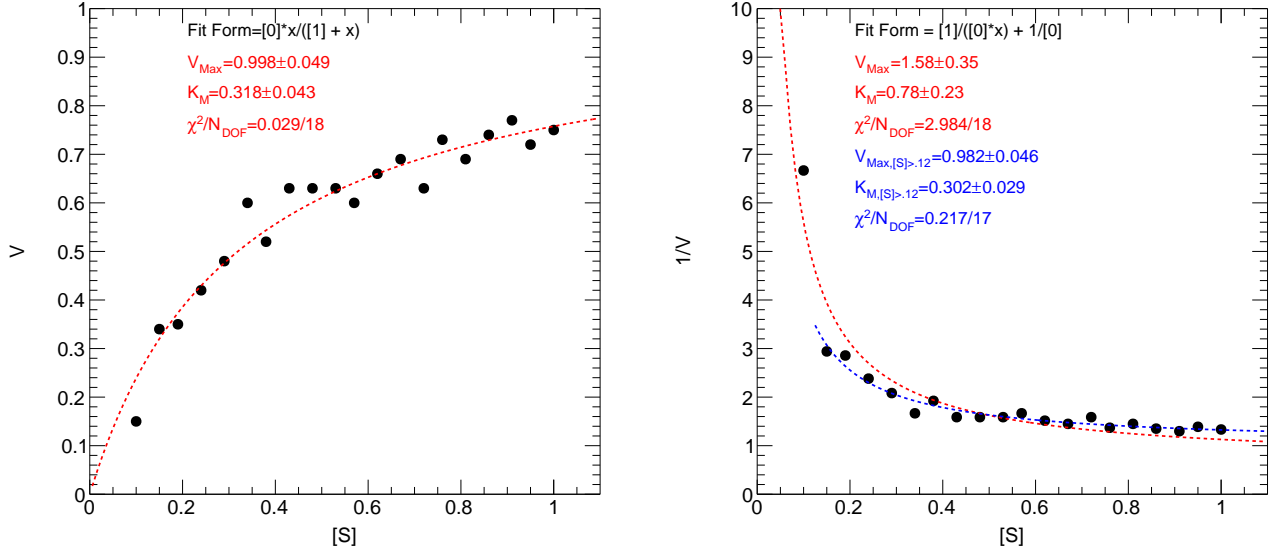 Fit Form=[0]*x/([1] + x)
V_Max=0.998±0.049
K_M=0.318±0.043
χ²/N_DOF=0.029/18
V
1
0.9
0.8
0.7
0.6
0.5
0.4
0.3
0.2
0.1
0
0 0.2 0.4 0.6 0.8 1
[S]
Fit Form = [1]/([0]*x) + 1/[0]
V_Max=1.58±0.35
K_M=0.78±0.23
χ²/N_DOF=2.984/18
V_Max,[S]>.12=0.982±0.046
K_M,[S]>.12=0.302±0.029
χ²/N_DOF=0.217/17
1/V
10
9
8
7
6
5
4
3
2
1
0
0 0.2 0.4 0.6 0.8 1
[S]